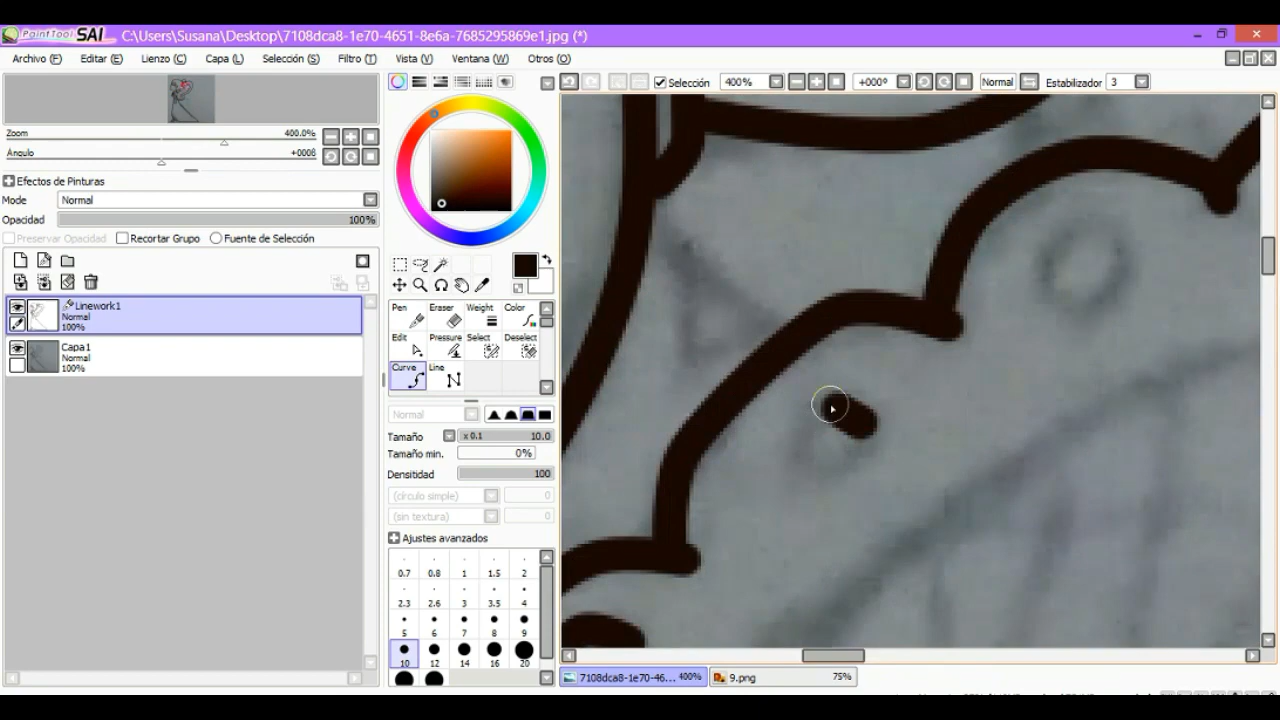 PaintTool SAI C:\Users\Susana\Desktop\7108dca8-1e70-4651-8e6a-7685295869e1.jpg (*)
Archivo (F) Editar (E) Lienzo (C) Capa (L) Selección (S) Filtro (T) Vista (V) Ventana (W) Otros (O)
Selección 400% +000º Normal Estabilizador 3
Zoom 400.0%
Ángulo +000ß
Efectos de Pinturas
Mode Normal
Opacidad 100%
Preservar Opacidad Recortar Grupo Fuente de Selección
Linework1
Normal
100%
Capa1
Normal
100%
Pen Eraser Weight Color
Edit Pressure Select Deselect
Curve Line
Normal
Tamaño x 0.1 10.0
Tamaño min. 0%
Densitidad 100
(círculo simple) 0
(sin textura) 0
Ajustes avanzados
0.7 0.8 1 1.5 2
2.3 2.6 3 3.5 4
5 6 7 8 9
10 12 14 16 20
7108dca8-1e70-46... 400% 9.png 75%